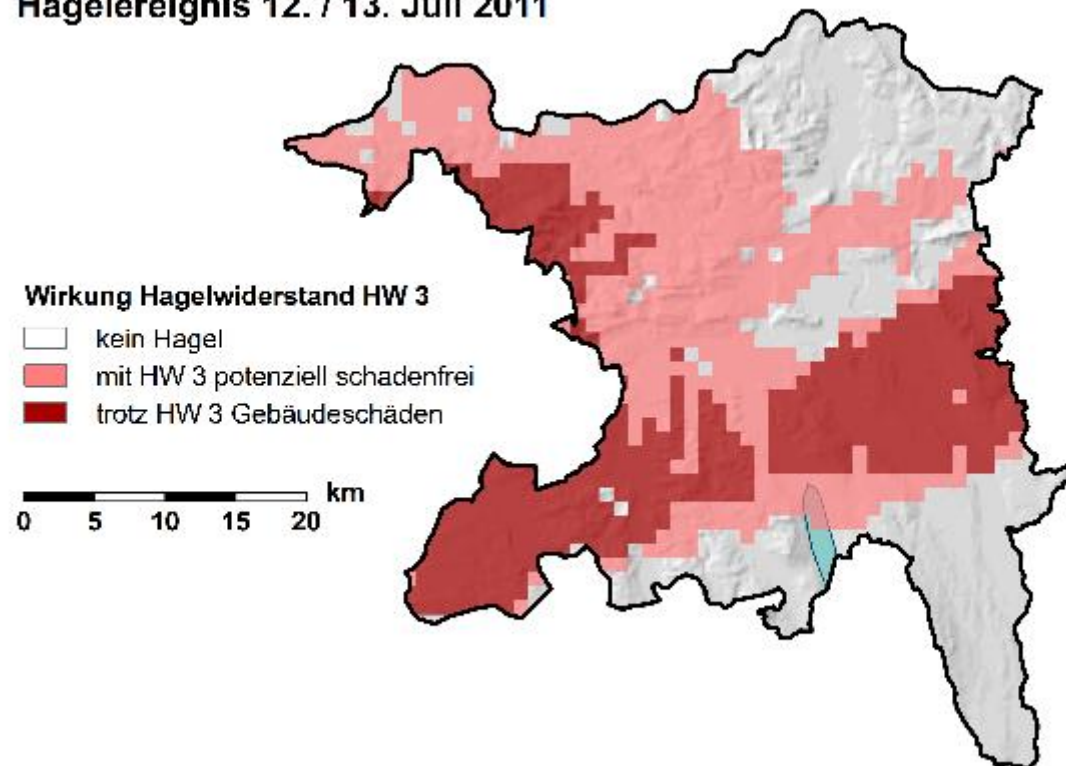 Hagelereignis 12. / 13. Juli 2011
Wirkung Hagelwiderstand HW 3
kein Hagel
mit HW 3 potenziell schadenfrei
trotz HW 3 Gebäudeschäden
km
0 5 10 15 20